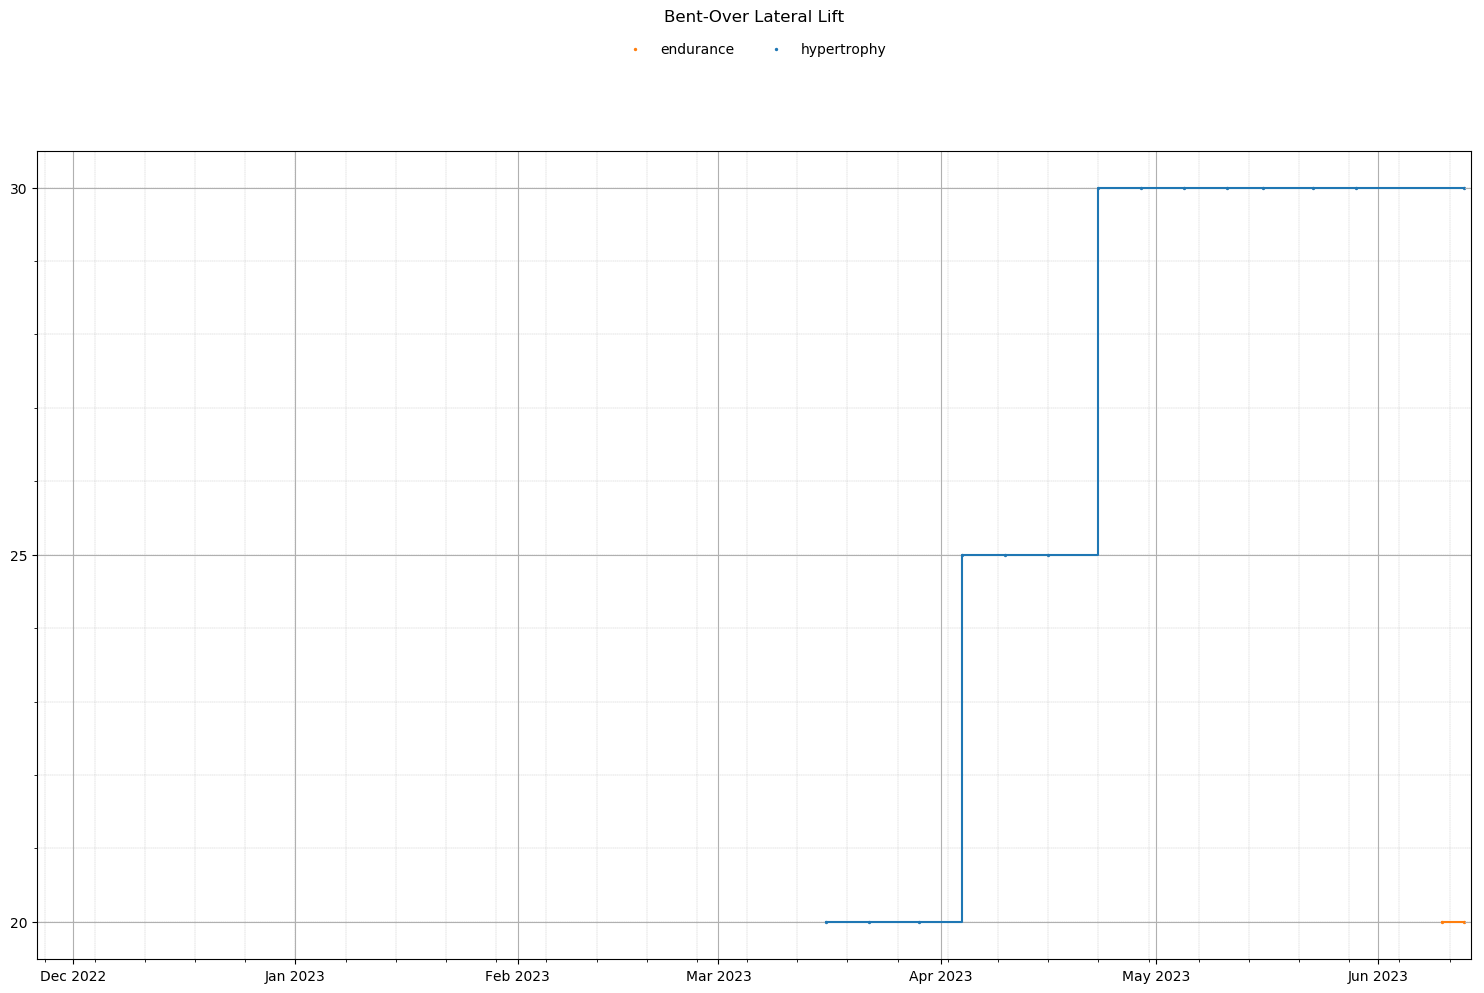 Bent-Over Lateral Lift
endurance hypertrophy
30
25
20
Dec 2022 Jan 2023 Feb 2023 Mar 2023 Apr 2023 May 2023 Jun 2023